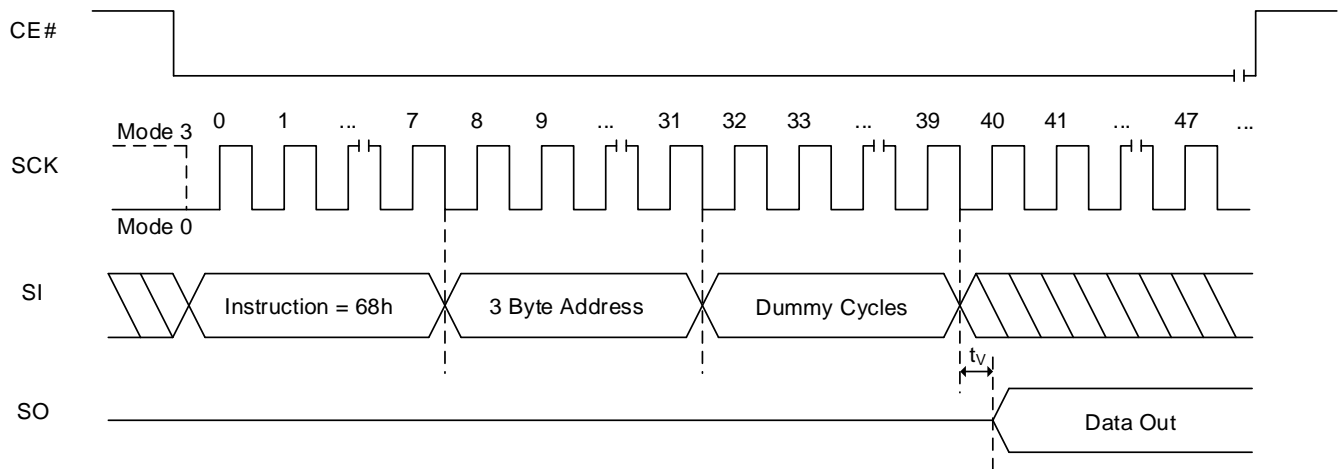 CE#
0 1 ... 7 8 9 ... 31 32 33 ... 39 40 41 ... 47 ...
Mode 3
SCK
Mode 0
SI
Instruction = 68h
3 Byte Address
Dummy Cycles
tV
SO
Data Out